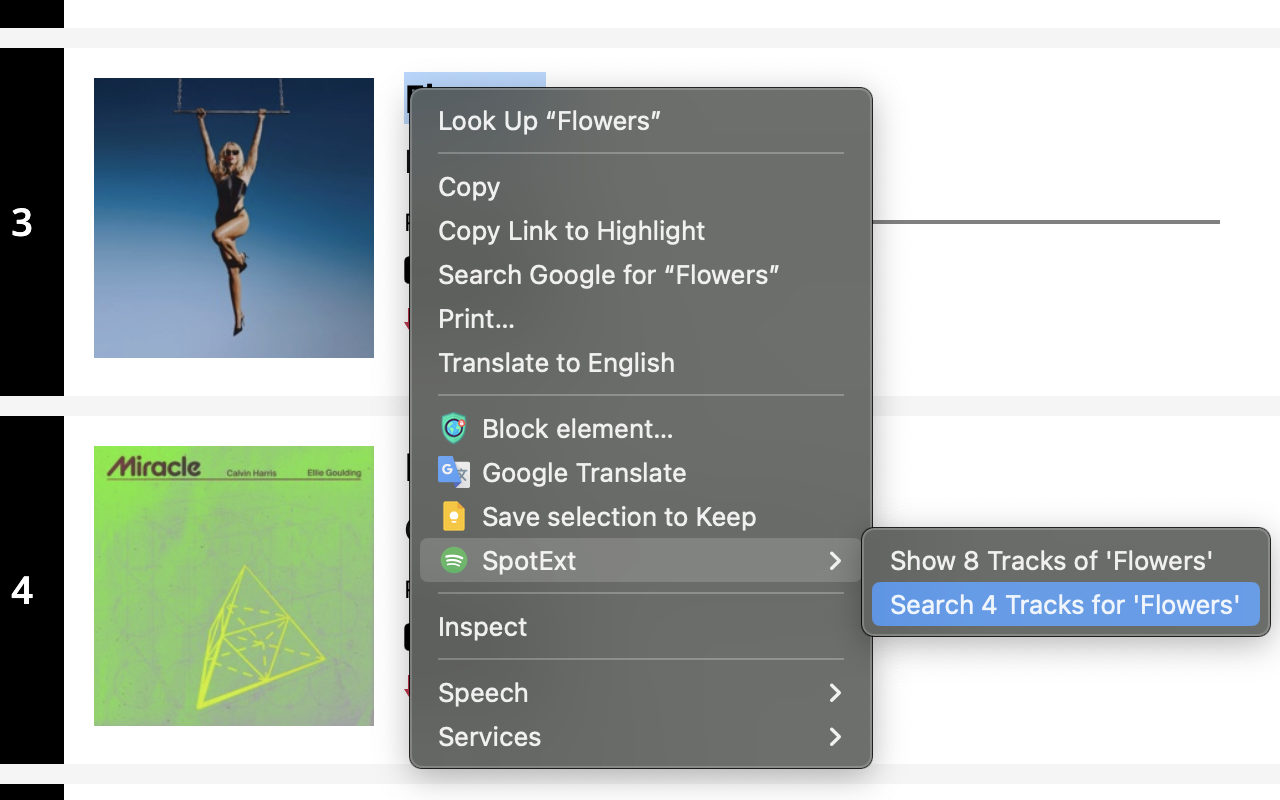 3
Look Up “Flowers”
Copy
Copy Link to Highlight
Search Google for “Flowers”
Print...
Translate to English
Block element...
Google Translate
Save selection to Keep
SpotExt
Show 8 Tracks of 'Flowers'
Search 4 Tracks for 'Flowers'
Inspect
Speech
Services
4
Miracle Calvin Harris Ellie Goulding